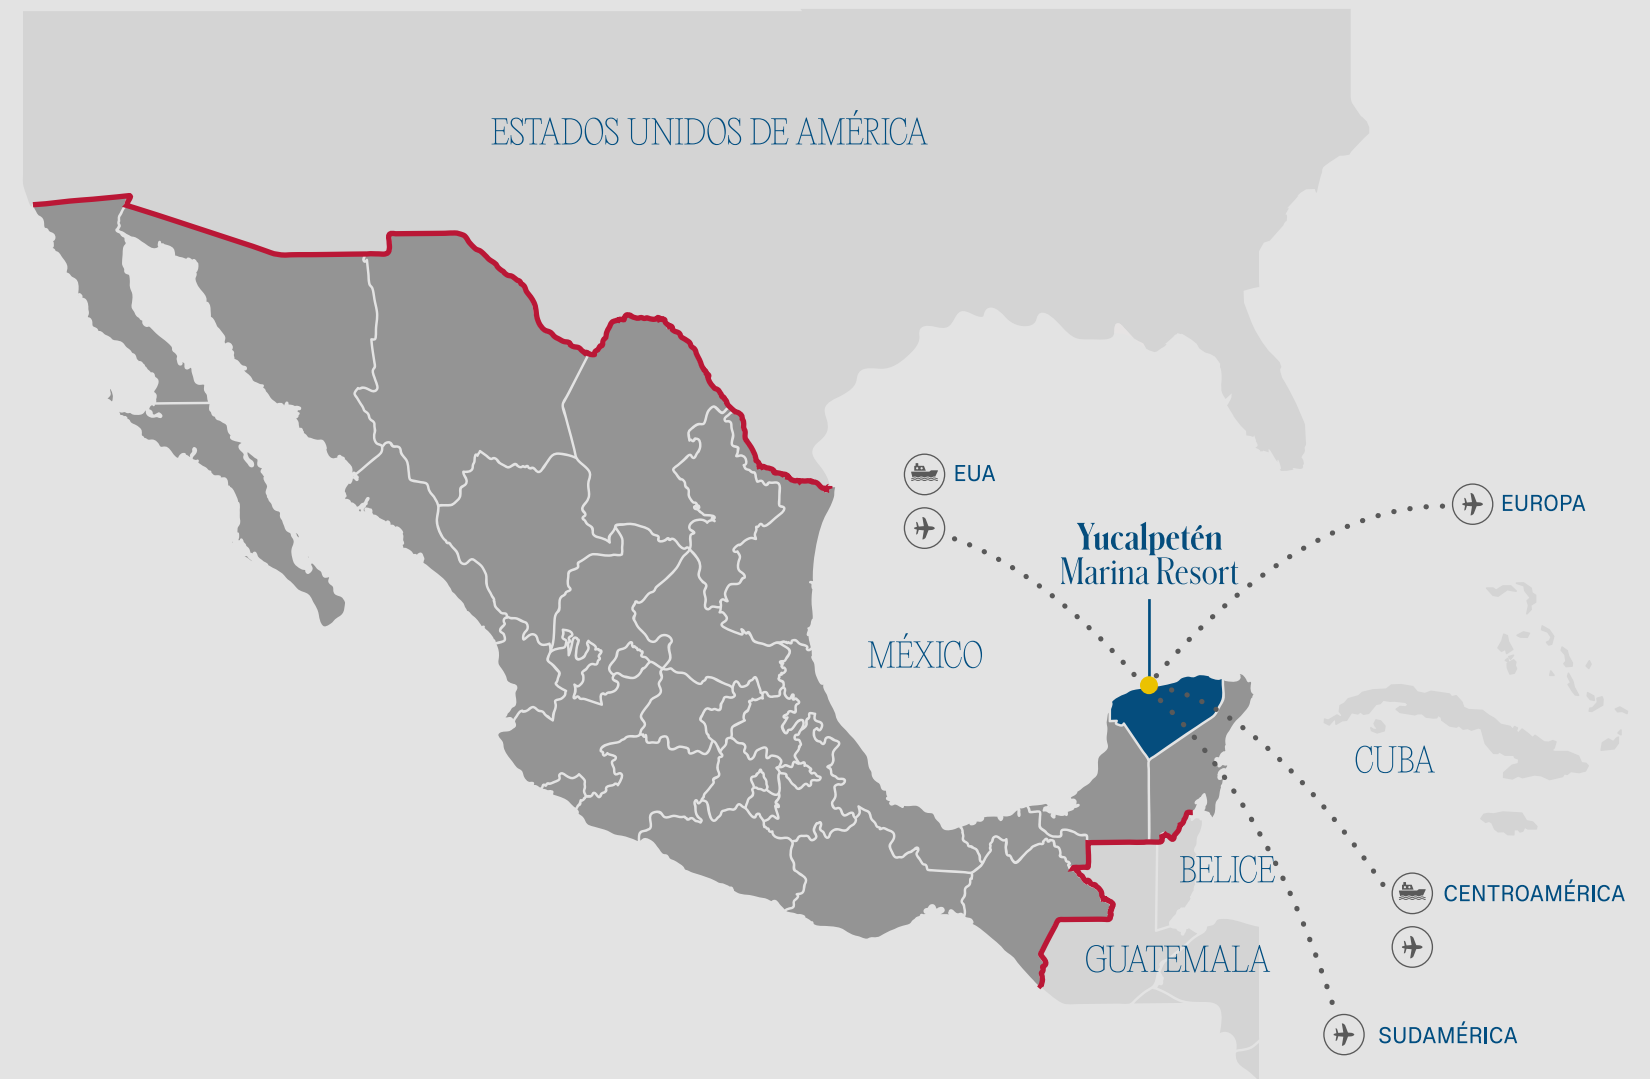 ESTADOS UNIDOS DE AMÉRICA
EUA
EUROPA
Yucalpetén
Marina Resort
MÉXICO
CUBA
BELICE
CENTROAMÉRICA
GUATEMALA
SUDAMÉRICA